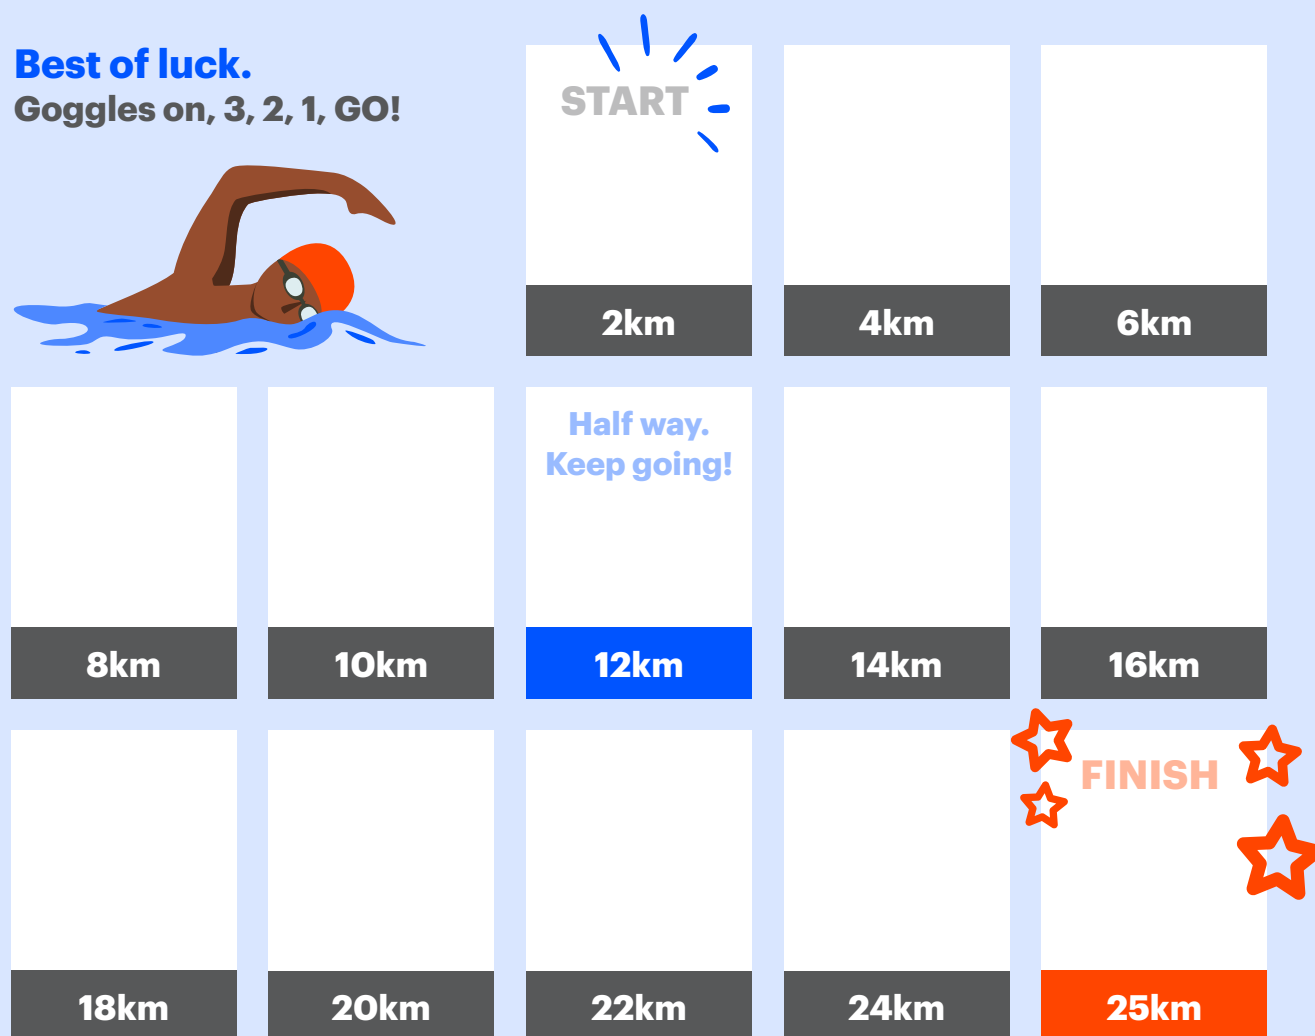 Best of luck.
Goggles on, 3, 2, 1, GO!
START
2km
4km
6km
8km
10km
Half way.
Keep going!
12km
14km
16km
18km
20km
22km
24km
FINISH
25km